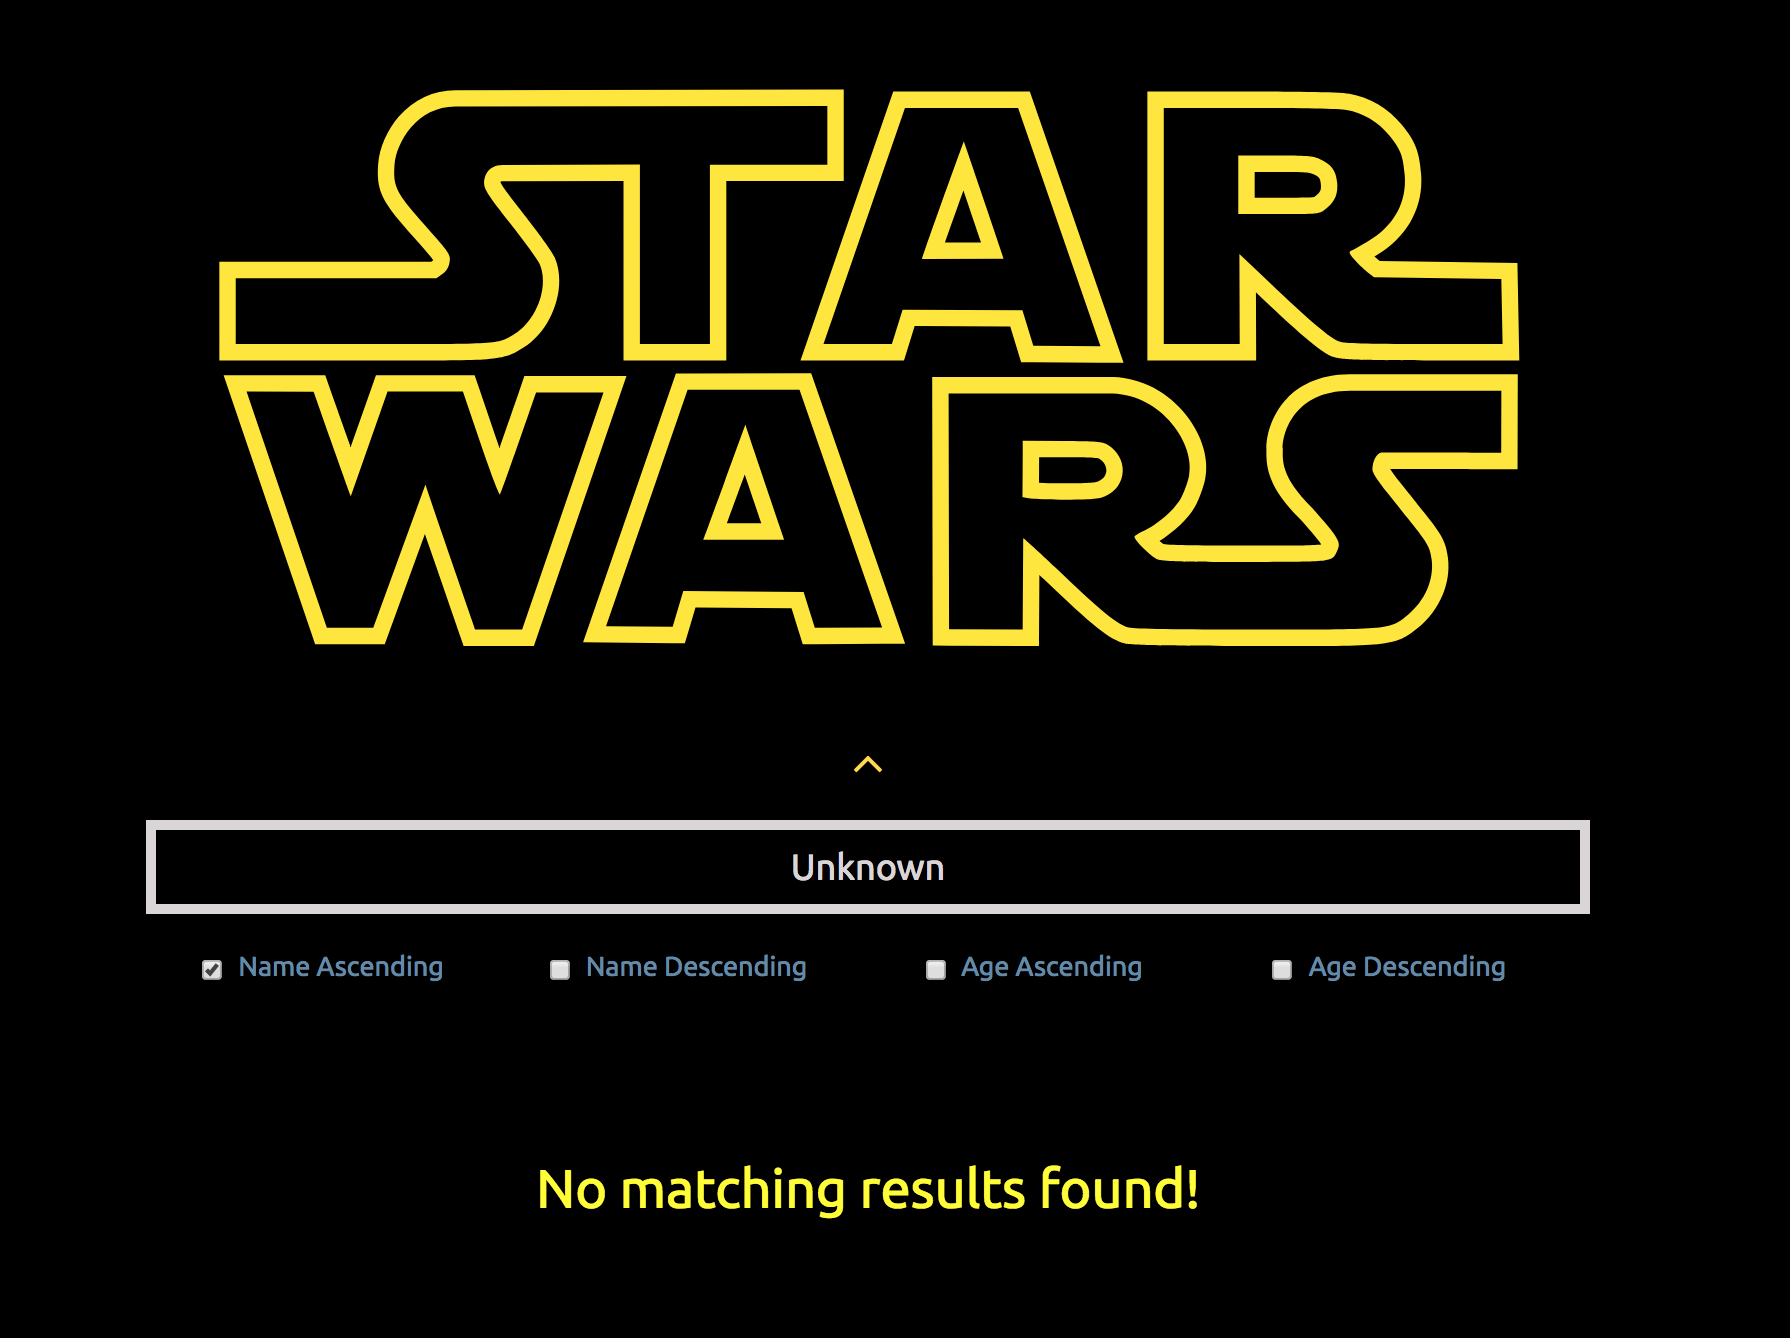 STAR
WARS
Unknown
Name Ascending Name Descending Age Ascending Age Descending
No matching results found!